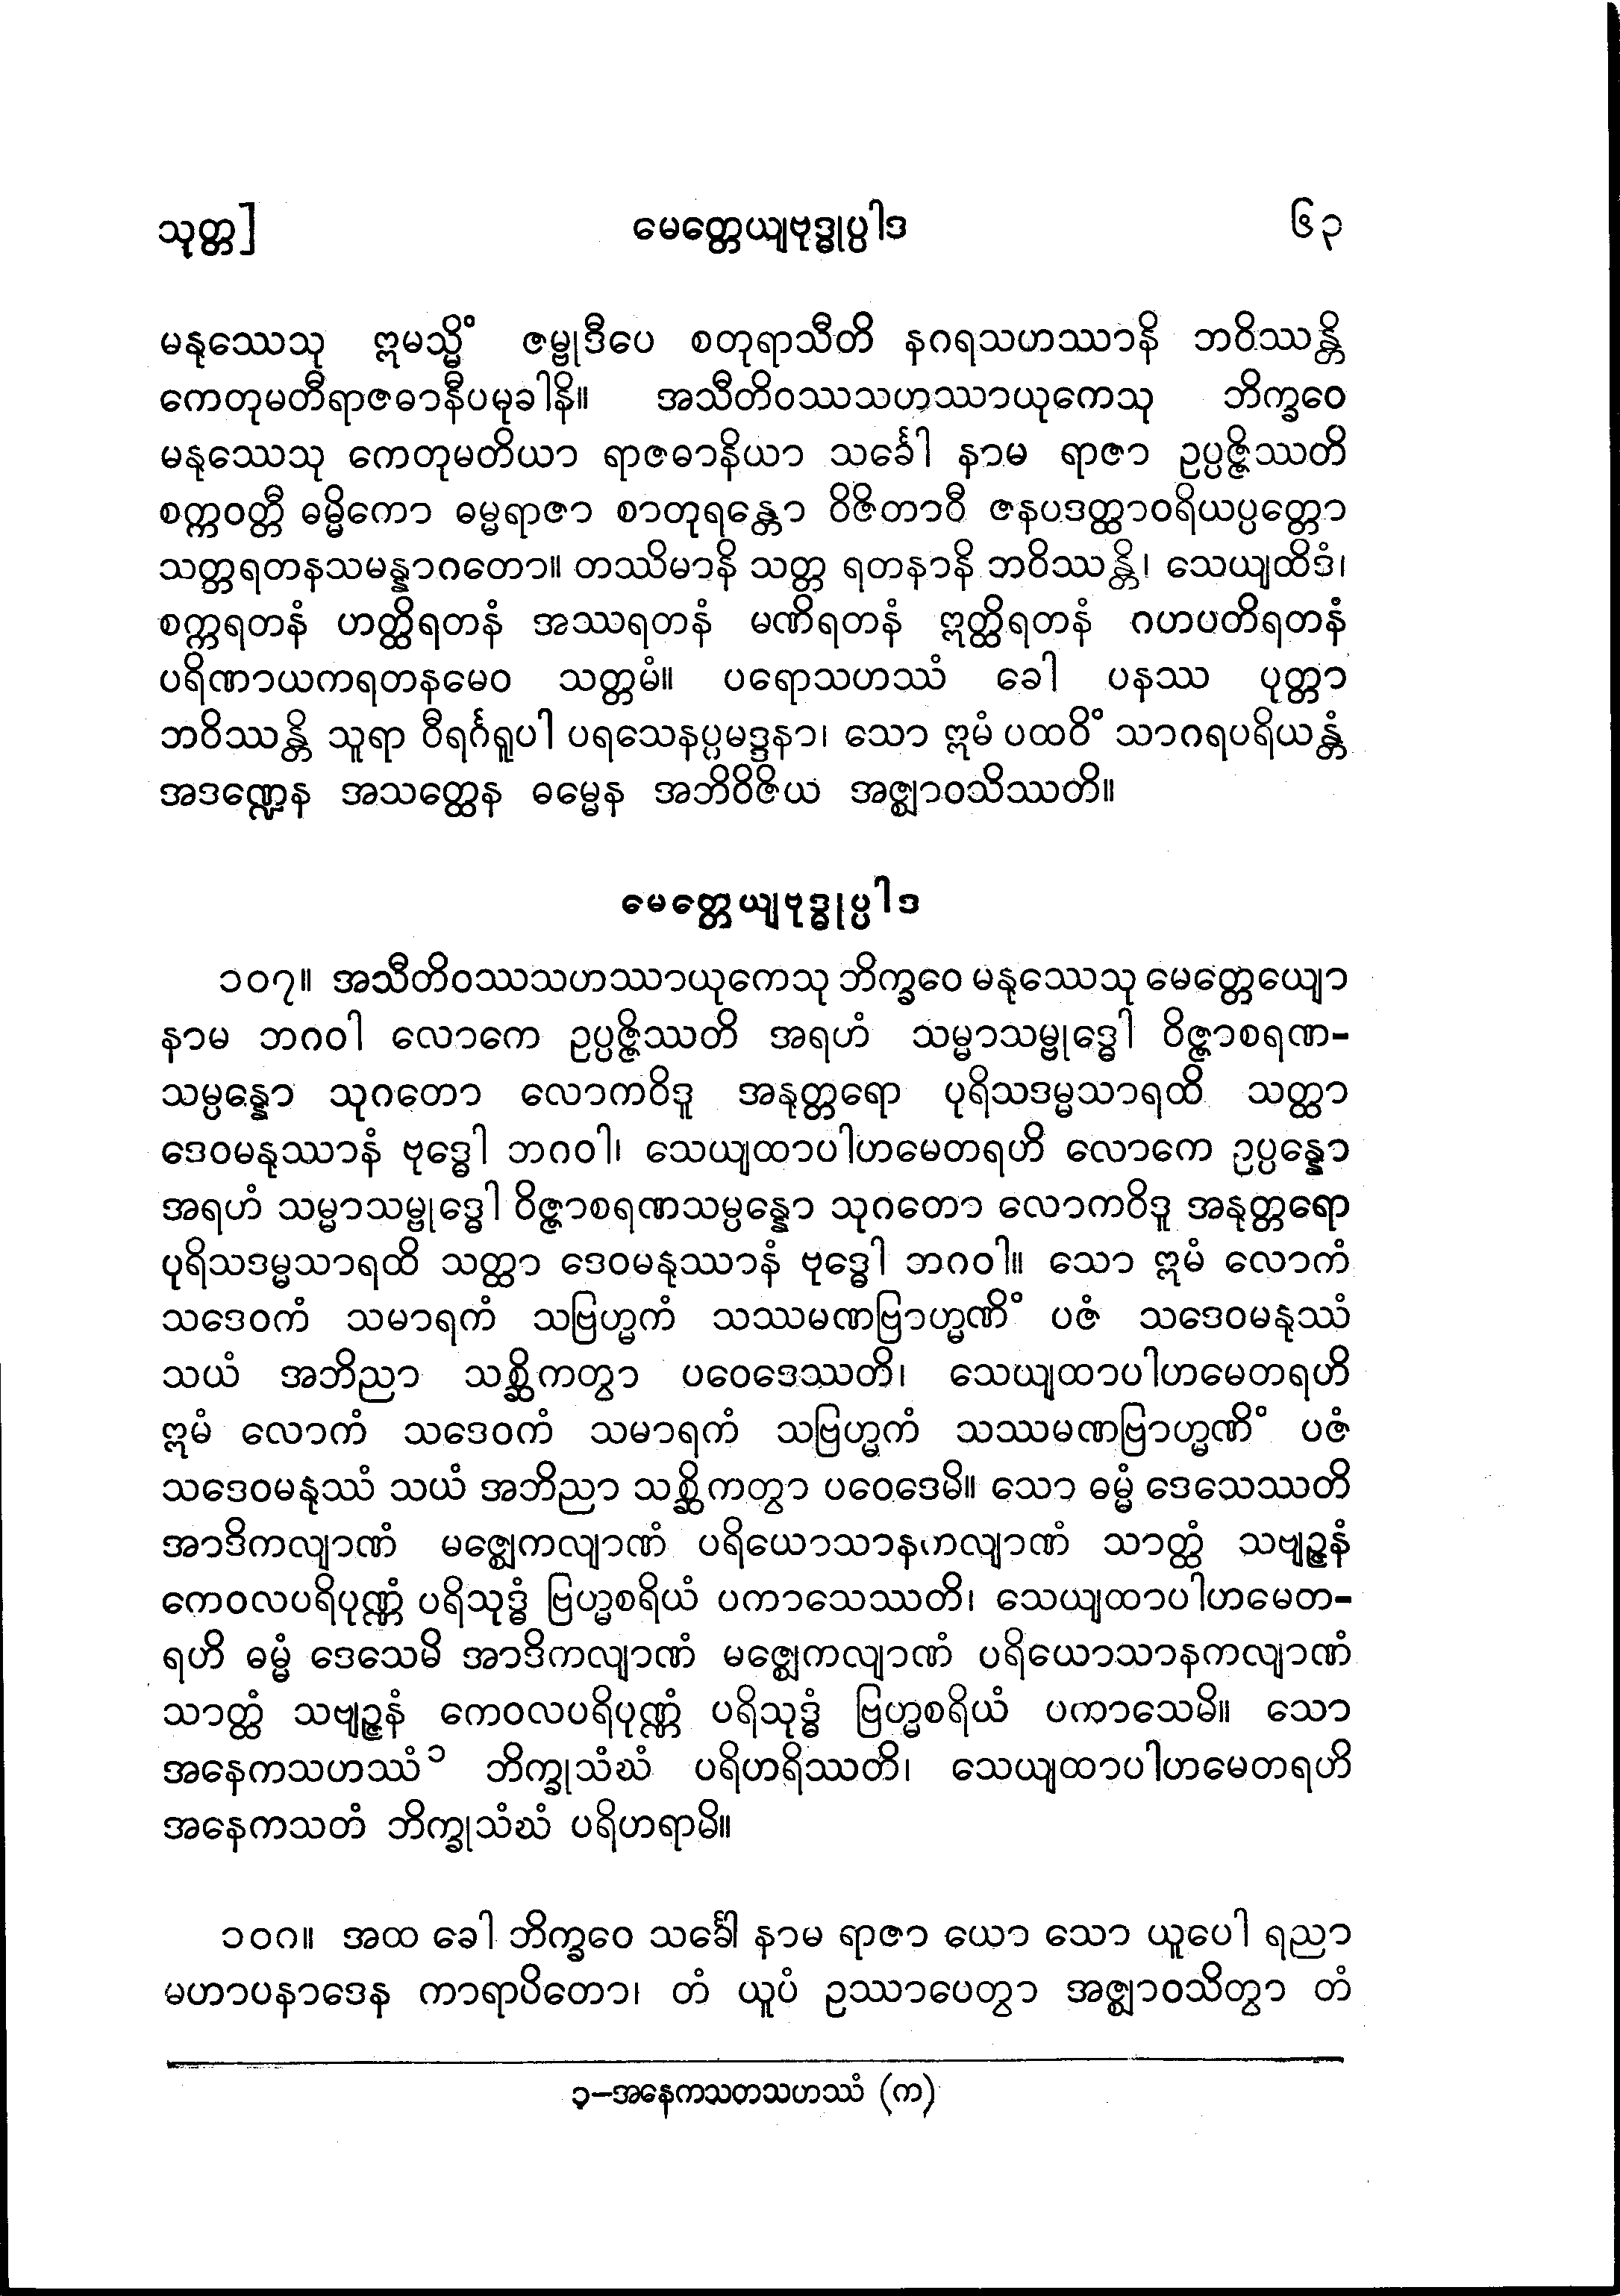 သုတ္တ]
မေတ္တေယျဗုဒ္ဓုပ္ပါဒ
၆၃
မနုဿေသု ဣမသ္မိံ ဇမ္ဗုဒီပေ စတုရာသီတိ နဂရသဟဿာနိ ဘဝိဿန္တိ
ကေတုမတီရာဇဓာနီပမုခါနိ။ အသီတိဝဿသဟဿာယုကေသု ဘိက္ခဝေ
မနုဿေသု ကေတုမတိယာ ရာဇဓာနိယာ သင်္ခေါ နာမ ရာဇာ ဥပ္ပဇ္ဇိဿတိ
စက္ကဝတ္တီ ဓမ္မိကော ဓမ္မရာဇာ စာတုရန္တော ဝိဇိတာဝီ ဇနပဒတ္ထာဝရိယပ္ပတ္တော
သတ္တရတနသမန္နာဂတော။ တဿိမာနိ သတ္တ ရတနာနိ ဘဝိဿန္တိ၊ သေယျထိဒံ၊
စက္ကရတနံ ဟတ္ထိရတနံ အဿရတနံ မဏိရတနံ ဣတ္ထိရတနံ ဂဟပတိရတနံ
ပရိဏာယကရတနမေဝ သတ္တမံ။ ပရောသဟဿံ ခေါ ပနဿ ပုတ္တာ
ဘဝိဿန္တိ သူရာ ဝီရင်္ဂရူပါ ပရသေနပ္ပမဒ္ဒနာ၊ သော ဣမံ ပထဝိံ သာဂရပရိယန္တံ
အဒဏ္ဍေန အသတ္ထေန ဓမ္မေန အဘိဝိဇိယ အဇ္ဈာဝသိဿတိ။
မေတ္တေယျဗုဒ္ဓုပ္ပါဒ
၁၀၇။ အသီတိဝဿသဟဿာယုကေသု ဘိက္ခဝေ မနုဿေသု မေတ္တေယျော
နာမ ဘဂဝါ လောကေ ဥပ္ပဇ္ဇိဿတိ အရဟံ သမ္မာသမ္ဗုဒ္ဓေါ ဝိဇ္ဇာစရဏ-
သမ္ပန္နော သုဂတော လောကဝိဒူ အနုတ္တရော ပုရိသဒမ္မသာရထိ သတ္ထာ
ဒေဝမနုဿာနံ ဗုဒ္ဓေါ ဘဂဝါ၊ သေယျထာပါဟမေတရဟိ လောကေ ဥပ္ပန္နော
အရဟံ သမ္မာသမ္ဗုဒ္ဓေါ ဝိဇ္ဇာစရဏသမ္ပန္နော သုဂတော လောကဝိဒူ အနုတ္တရော
ပုရိသဒမ္မသာရထိ သတ္ထာ ဒေဝမနုဿာနံ ဗုဒ္ဓေါ ဘဂဝါ။ သော ဣမံ လောကံ
သဒေဝကံ သမာရကံ သဗြဟ္မကံ သဿမဏဗြာဟ္မဏိံ ပဇံ သဒေဝမနုဿံ
သယံ အဘိညာ သစ္ဆိကတွာ ပဝေဒေဿတိ၊ သေယျထာပါဟမေတရဟိ
ဣမံ လောကံ သဒေဝကံ သမာရကံ သဗြဟ္မကံ သဿမဏဗြာဟ္မဏိံ ပဇံ
သဒေဝမနုဿံ သယံ အဘိညာ သစ္ဆိကတွာ ပဝေဒေမိ။ သော ဓမ္မံ ဒေသေဿတိ
အာဒိကလျာဏံ မဇ္ဈေကလျာဏံ ပရိယောသာနကလျာဏံ သာတ္ထံ သဗျဉ္ဇနံ
ကေဝလပရိပုဏ္ဏံ ပရိသုဒ္ဓံ ဗြဟ္မစရိယံ ပကာသေဿတိ၊ သေယျထာပါဟမေတ-
ရဟိ ဓမ္မံ ဒေသေမိ အာဒိကလျာဏံ မဇ္ဈေကလျာဏံ ပရိယောသာနကလျာဏံ
သာတ္ထံ သဗျဉ္ဇနံ ကေဝလပရိပုဏ္ဏံ ပရိသုဒ္ဓံ ဗြဟ္မစရိယံ ပကာသေမိ။ သော
အနေကသဟဿံ ၁ ဘိက္ခုသံဃံ ပရိဟရိဿတိ၊ သေယျထာပါဟမေတရဟိ
အနေကသတံ ဘိက္ခုသံဃံ ပရိဟရာမိ။
၁၀၈။ အထ ခေါ ဘိက္ခဝေ သင်္ခေါ နာမ ရာဇာ ယော သော ယူပေါ ရညာ
မဟာပနာဒေန ကာရာပိတော၊ တံ ယူပံ ဥဿာပေတွာ အဇ္ဈာဝသိတွာ တံ
၁-အနေကသတသဟဿံ (က)